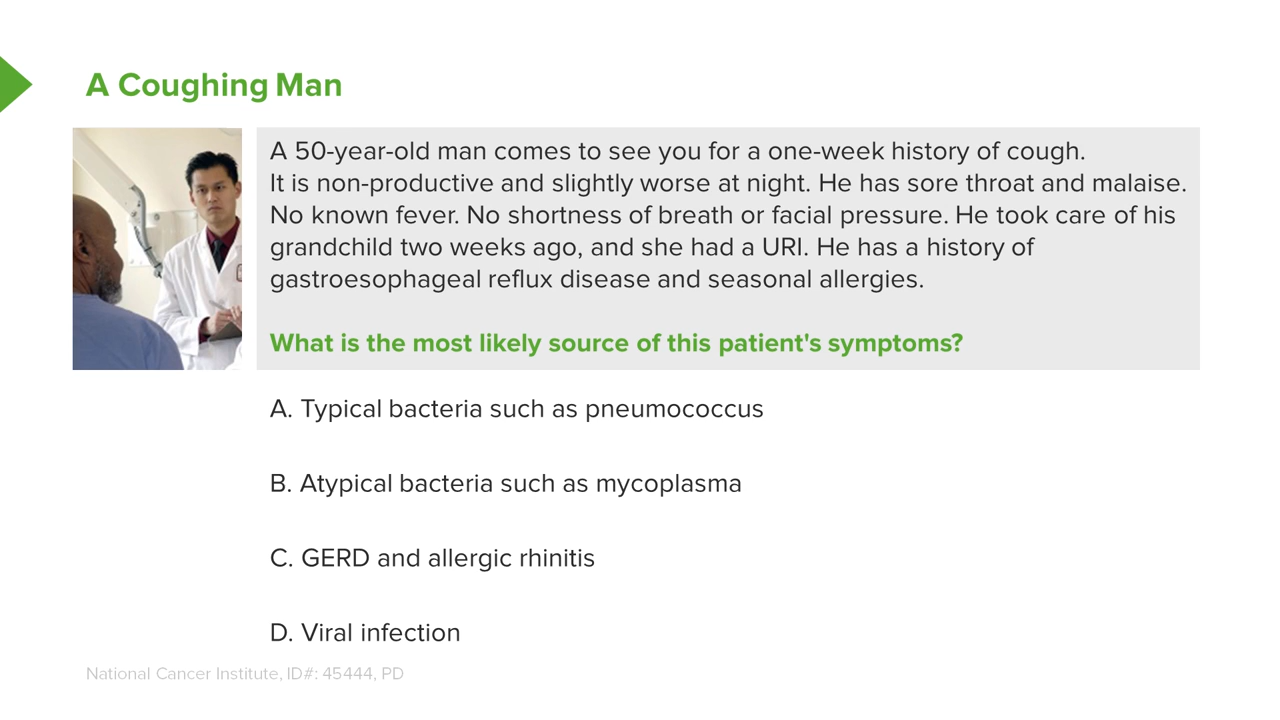 A Coughing Man
A 50-year-old man comes to see you for a one-week history of cough.
It is non-productive and slightly worse at night. He has sore throat and malaise.
No known fever. No shortness of breath or facial pressure. He took care of his
grandchild two weeks ago, and she had a URI. He has a history of
gastroesophageal reflux disease and seasonal allergies.
What is the most likely source of this patient's symptoms?
A. Typical bacteria such as pneumococcus
B. Atypical bacteria such as mycoplasma
C. GERD and allergic rhinitis
D. Viral infection
National Cancer Institute, ID#: 45444, PD